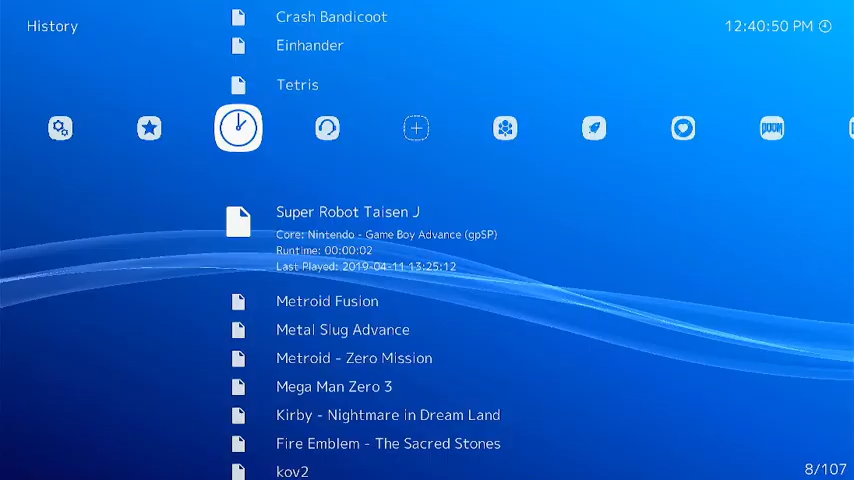 History
12:40:50 PM
Crash Bandicoot
Einhander
Tetris
DOOM
Super Robot Taisen J
Core: Nintendo - Game Boy Advance (gpSP)
Runtime: 00:00:02
Last Played: 2019-04-11 13:25:12
Metroid Fusion
Metal Slug Advance
Metroid - Zero Mission
Mega Man Zero 3
Kirby - Nightmare in Dream Land
Fire Emblem - The Sacred Stones
kov2
8/107